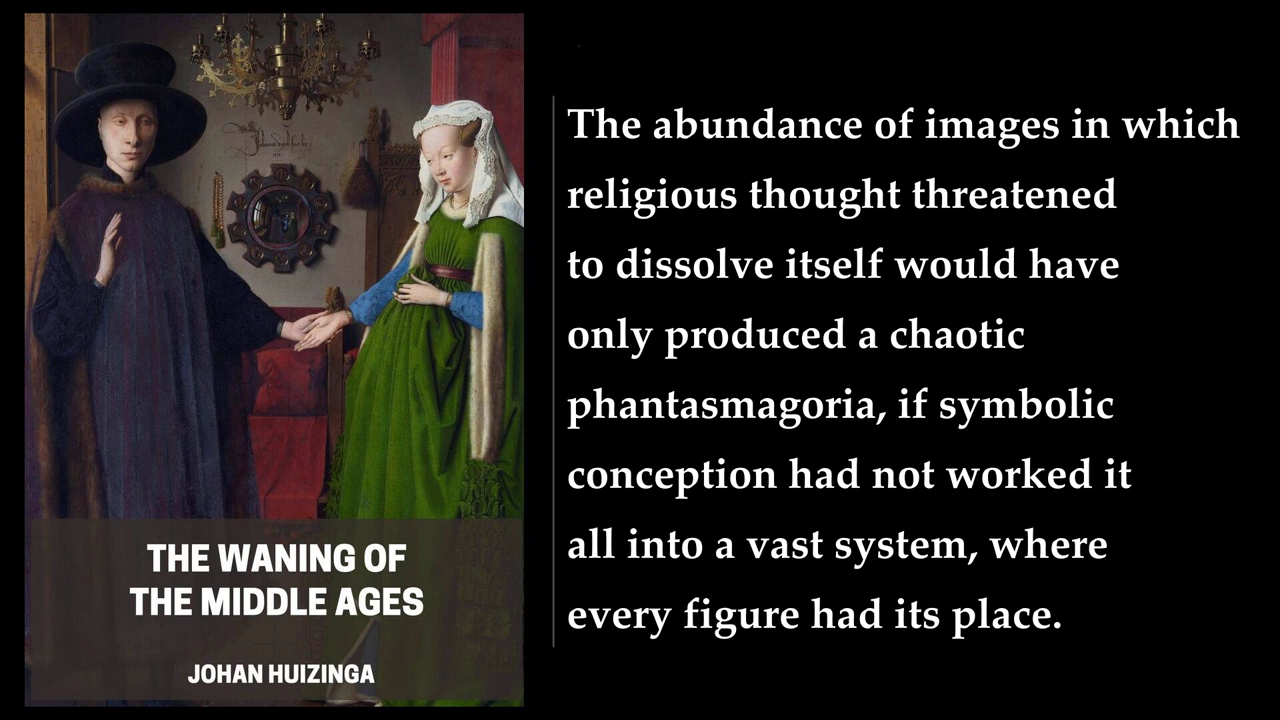 THE WANING OF
THE MIDDLE AGES
JOHAN HUIZINGA
The abundance of images in which
religious thought threatened
to dissolve itself would have
only produced a chaotic
phantasmagoria, if symbolic
conception had not worked it
all into a vast system, where
every figure had its place.